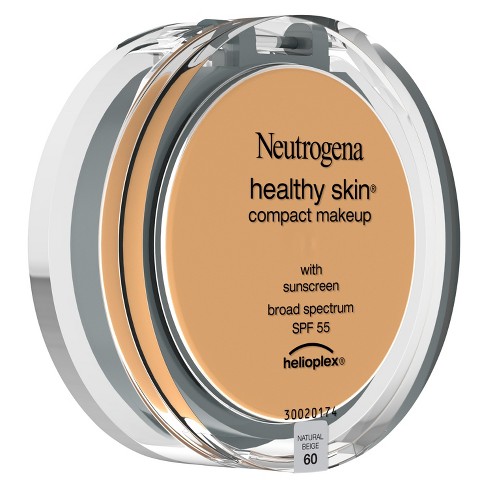 Neutrogena
healthy skin®
compact makeup
with
sunscreen
broad spectrum
SPF 55
helioplex®
30020174
NATURAL
BEIGE
60